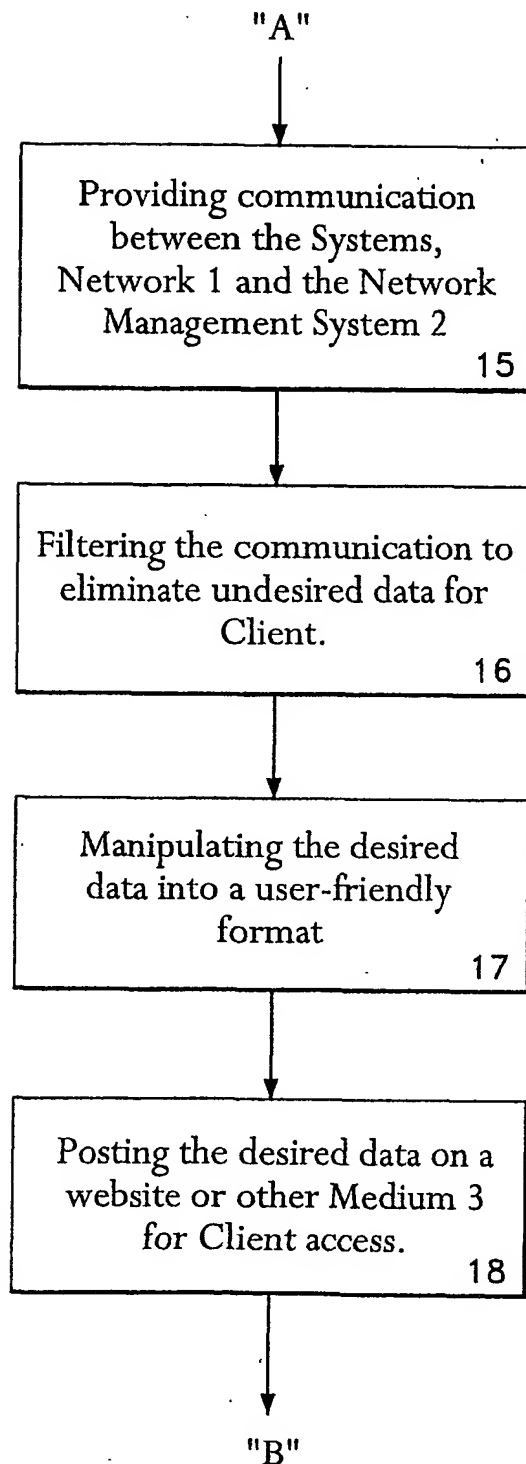 "A"
Providing communication
between the Systems,
Network 1 and the Network
Management System 2
15
Filtering the communication to
eliminate undesired data for
Client.
16
Manipulating the desired
data into a user-friendly
format
17
Posting the desired data on a
website or other Medium 3
for Client access.
18
"B"